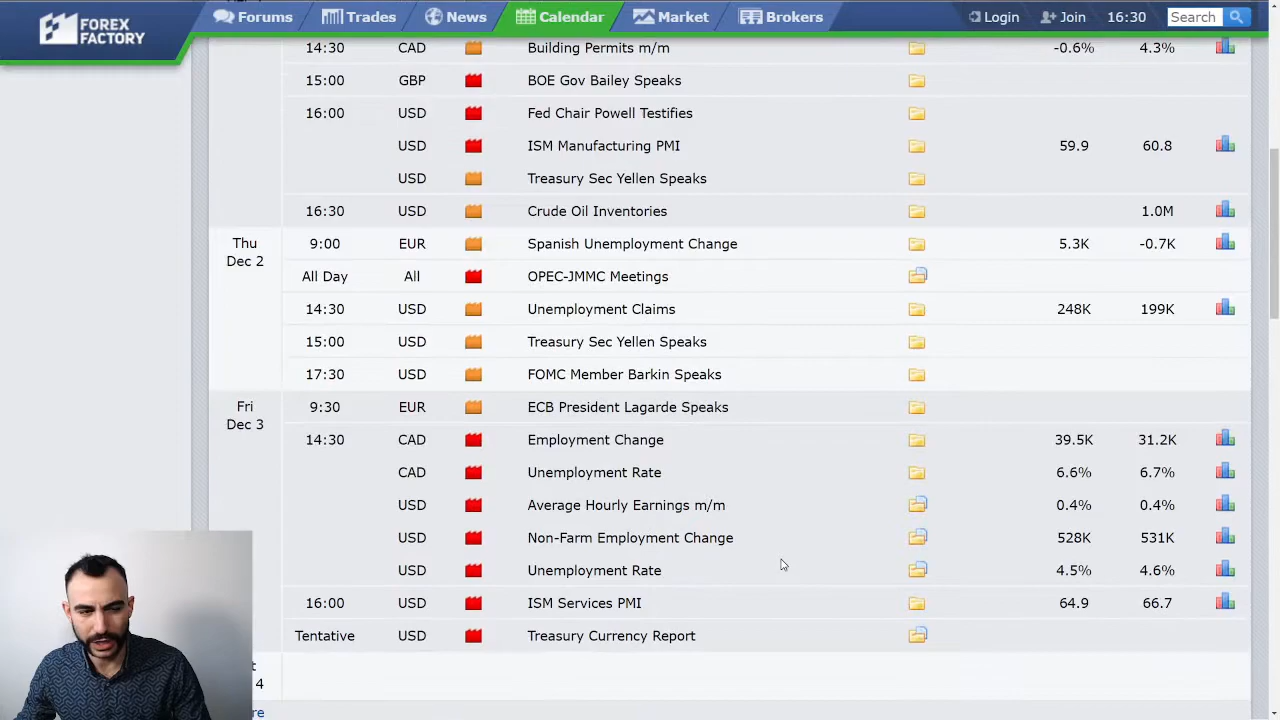 FOREX FACTORY
Forums Trades News Calendar Market Brokers Login Join 16:30 Search
14:30 CAD Building Permits m/m -0.6% 4.3%
15:00 GBP BOE Gov Bailey Speaks
16:00 USD Fed Chair Powell Testifies
USD ISM Manufacturing PMI 59.9 60.8
USD Treasury Sec Yellen Speaks
16:30 USD Crude Oil Inventories 1.0M
Thu Dec 2 9:00 EUR Spanish Unemployment Change 5.3K -0.7K
All Day All OPEC-JMMC Meetings
14:30 USD Unemployment Claims 248K 199K
15:00 USD Treasury Sec Yellen Speaks
17:30 USD FOMC Member Barkin Speaks
Fri Dec 3 9:30 EUR ECB President Lagarde Speaks
14:30 CAD Employment Change 39.5K 31.2K
CAD Unemployment Rate 6.6% 6.7%
USD Average Hourly Earnings m/m 0.4% 0.4%
USD Non-Farm Employment Change 528K 531K
USD Unemployment Rate 4.5% 4.6%
16:00 USD ISM Services PMI 64.9 66.7
Tentative USD Treasury Currency Report
4